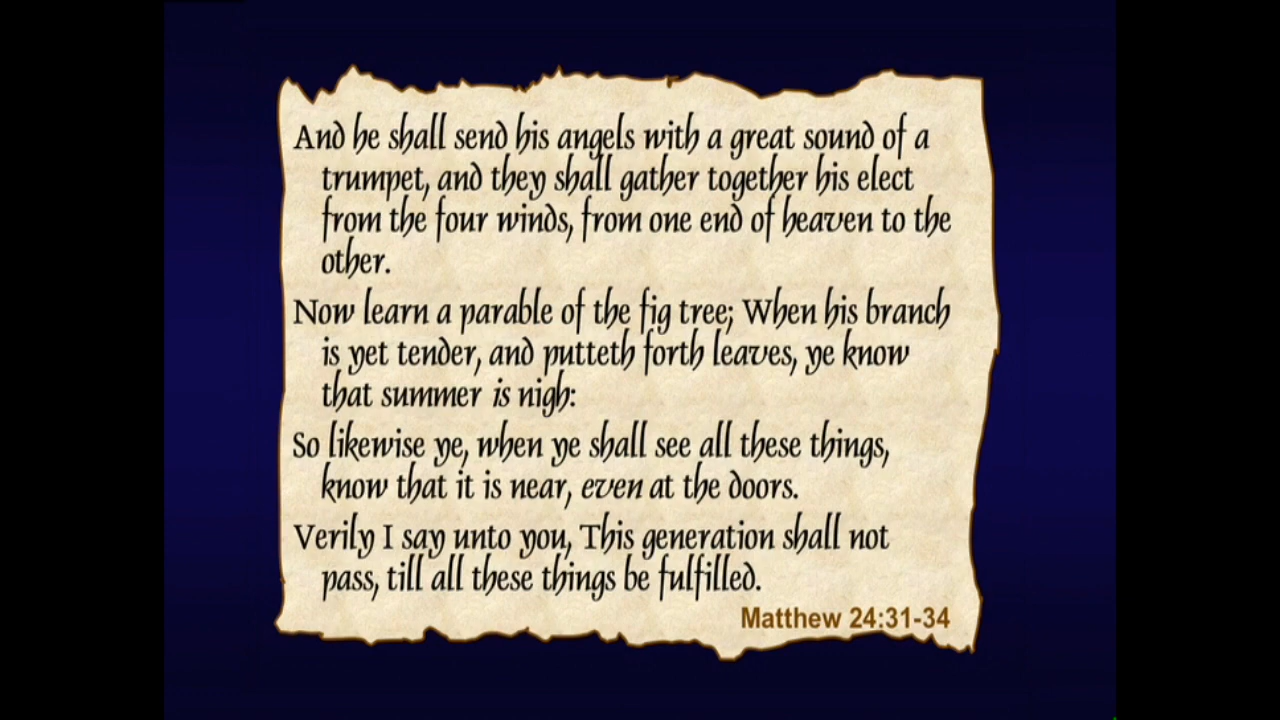 And he shall send his angels with a great sound of a
trumpet, and they shall gather together his elect
from the four winds, from one end of heaven to the
other.
Now learn a parable of the fig tree; When his branch
is yet tender, and putteth forth leaves, ye know
that summer is nigh:
So likewise ye, when ye shall see all these things,
know that it is near, even at the doors.
Verily I say unto you, This generation shall not
pass, till all these things be fulfilled.
Matthew 24:31-34